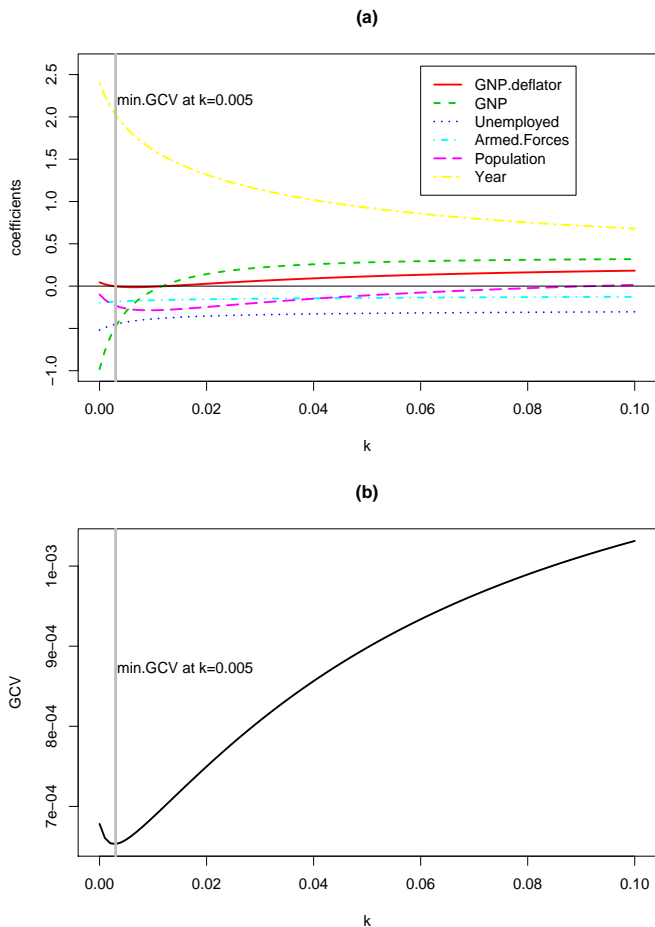 (a)
2.5
2.0
1.5
1.0
0.5
0.0
−1.0
coefficients
min.GCV at k=0.005
GNP.deflator
GNP
Unemployed
Armed.Forces
Population
Year
0.00 0.02 0.04 0.06 0.08 0.10
k
(b)
1e−03
9e−04
8e−04
7e−04
GCV
min.GCV at k=0.005
0.00 0.02 0.04 0.06 0.08 0.10
k